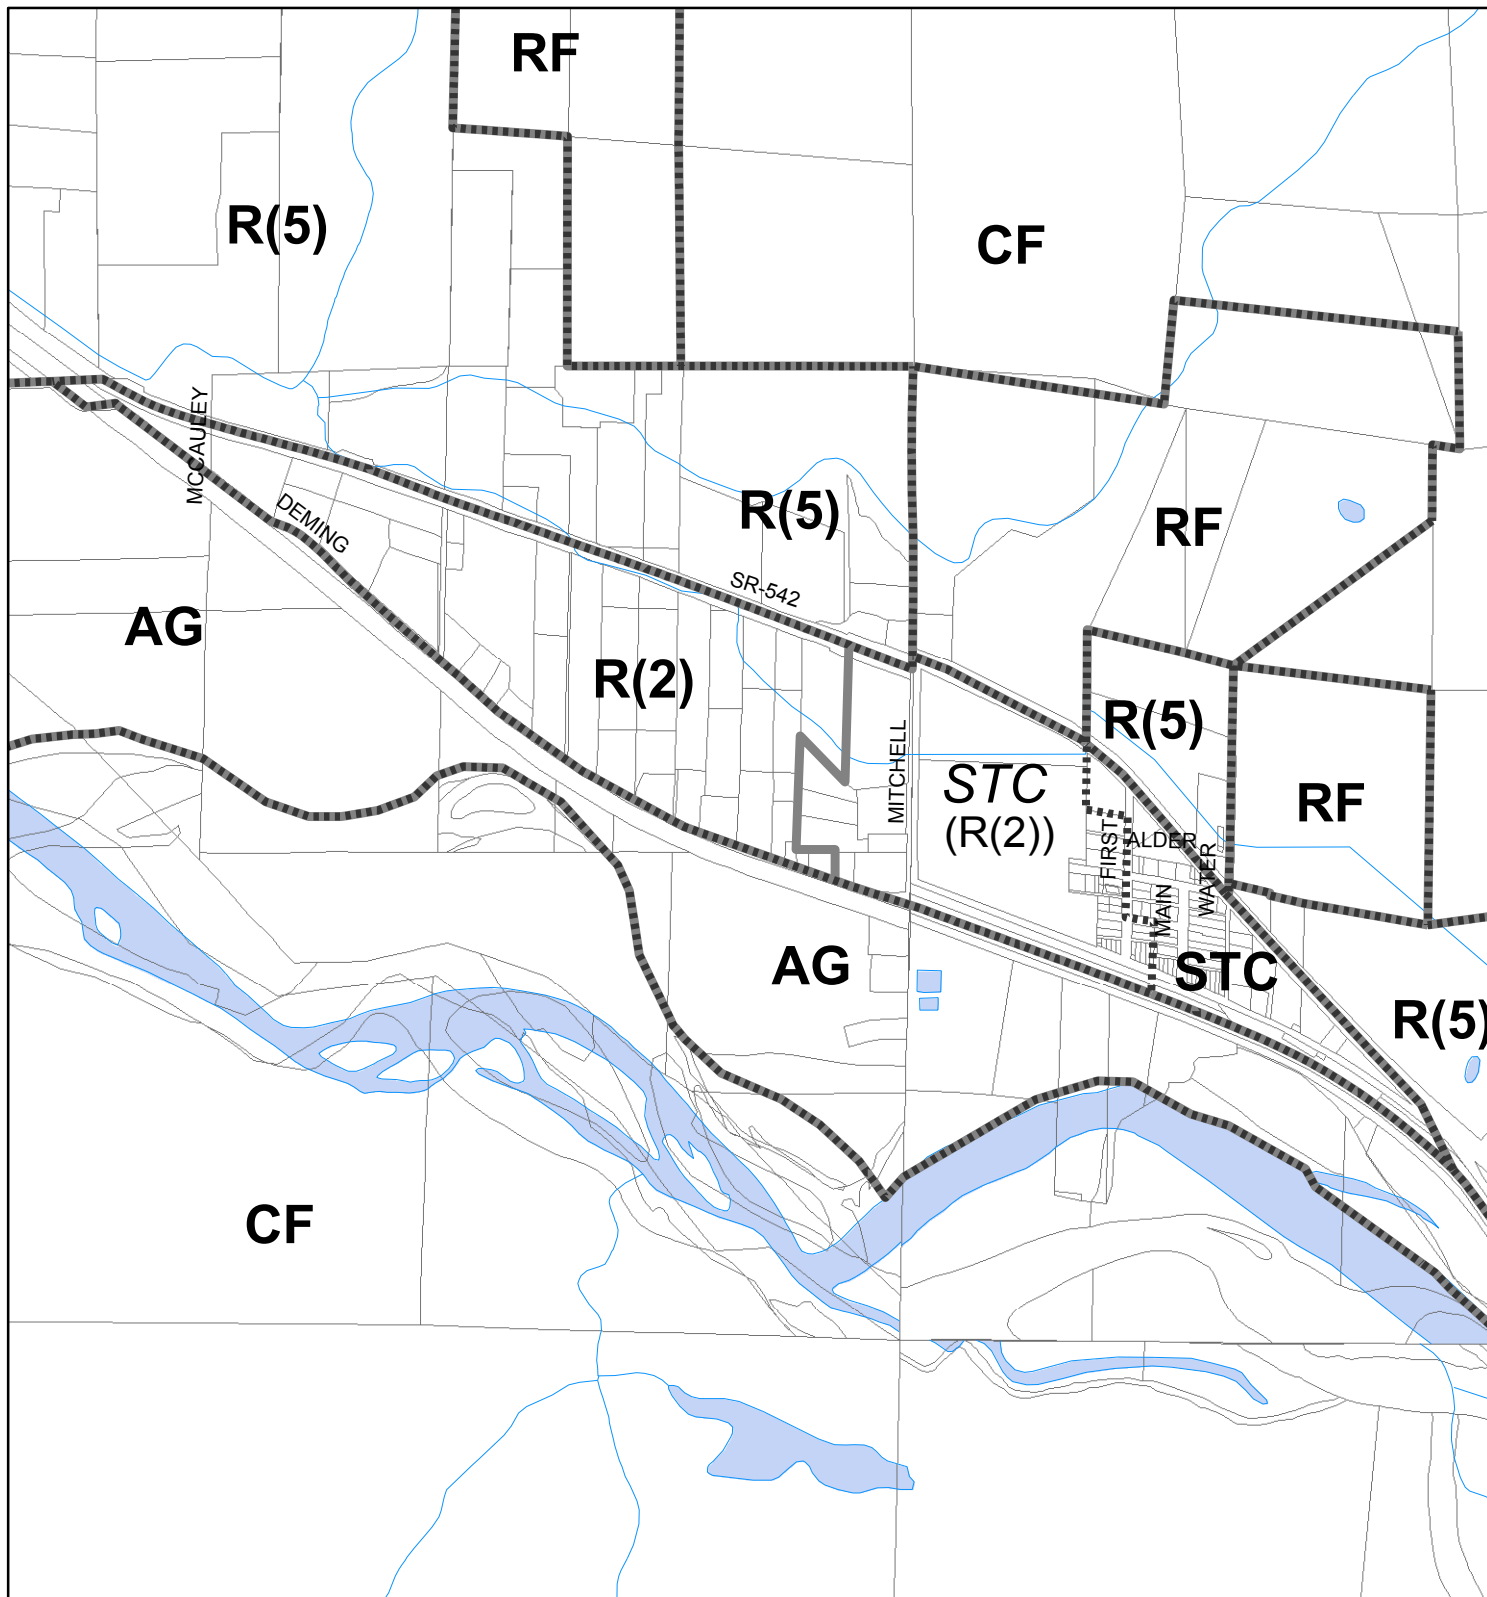 RF
R(5)
CF
MCCAULEY
DEMING
R(5)
RF
SR-542
AG
R(2)
R(5)
MITCHELL
STC
(R(2))
RF
FIRST
ALDER
WATER
MAIN
AG
STC
R(5)
CF